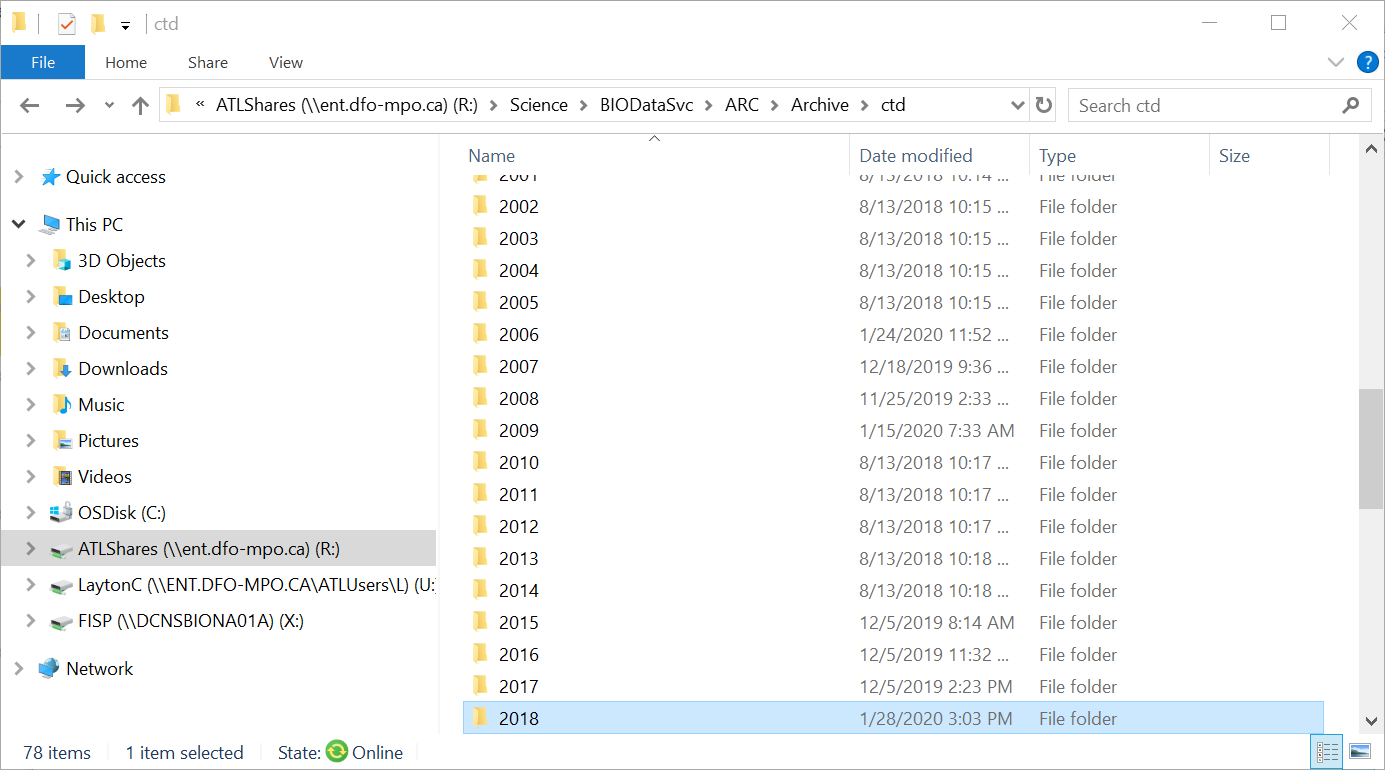 ctd
File Home Share View
« ATLShares (\\ent.dfo-mpo.ca) (R:) > Science > BIODataSvc > ARC > Archive > ctd Search ctd
Name Date modified Type Size
Quick access
This PC
3D Objects
Desktop
Documents
Downloads
Music
Pictures
Videos
OSDisk (C:)
ATLShares (\\ent.dfo-mpo.ca) (R:)
LaytonC (\\ENT.DFO-MPO.CA\ATLUsers\L) (U:
FISP (\\DCNSBIONA01A) (X:)
Network
2001 8/13/2018 10:14 ... File folder
2002 8/13/2018 10:15 ... File folder
2003 8/13/2018 10:15 ... File folder
2004 8/13/2018 10:15 ... File folder
2005 8/13/2018 10:15 ... File folder
2006 1/24/2020 11:52 ... File folder
2007 12/18/2019 9:36 ... File folder
2008 11/25/2019 2:33 ... File folder
2009 1/15/2020 7:33 AM File folder
2010 8/13/2018 10:17 ... File folder
2011 8/13/2018 10:17 ... File folder
2012 8/13/2018 10:17 ... File folder
2013 8/13/2018 10:18 ... File folder
2014 8/13/2018 10:18 ... File folder
2015 12/5/2019 8:14 AM File folder
2016 12/5/2019 11:32 ... File folder
2017 12/5/2019 2:23 PM File folder
2018 1/28/2020 3:03 PM File folder
78 items 1 item selected State: Online